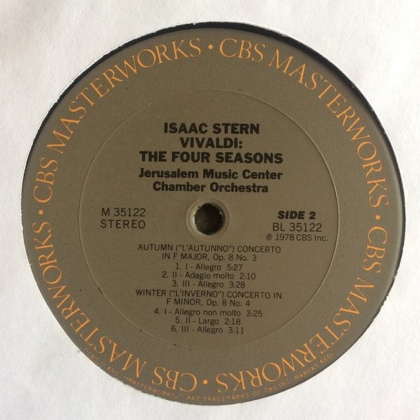 CBS MASTERWORKS • CBS MASTERWORKS • CBS MASTERWORKS • CBS MASTERWORKS •
ISAAC STERN
VIVALDI:
THE FOUR SEASONS
Jerusalem Music Center
Chamber Orchestra
M 35122
STEREO
SIDE 2
BL 35122
℗ 1978 CBS Inc.
AUTUMN ("L'AUTUNNO") CONCERTO
IN F MAJOR, Op. 8 No. 3
1. I - Allegro 5:27
2. II - Adagio molto 2:10
3. III - Allegro 3:28
WINTER ("L'INVERNO") CONCERTO IN
F MINOR, Op. 8 No. 4
4. I - Allegro non molto 3:25
5. II - Largo 2:18
6. III - Allegro 3:11